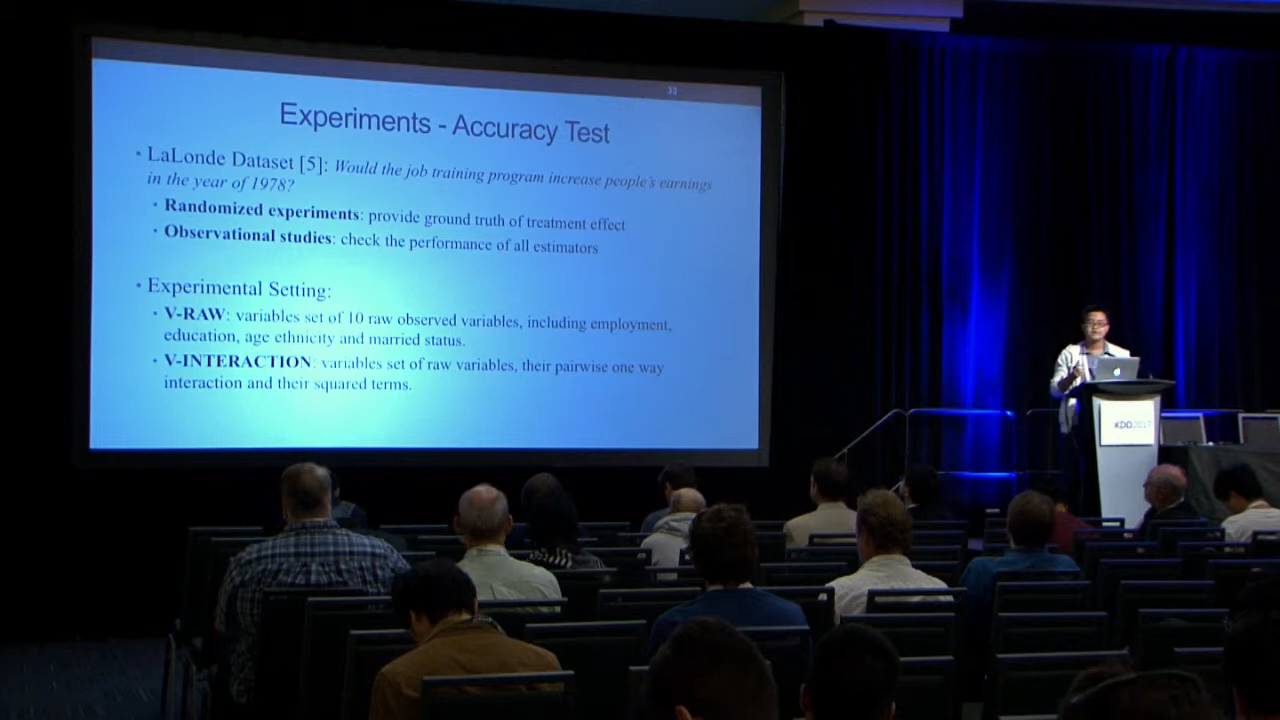 31
Experiments - Accuracy Test
• LaLonde Dataset [5]: Would the job training program increase people's earnings
in the year of 1978?
• Randomized experiments: provide ground truth of treatment effect
• Observational studies: check the performance of all estimators
• Experimental Setting:
• V-RAW: variables set of 10 raw observed variables, including employment,
education, age ethnicity and married status.
• V-INTERACTION: variables set of raw variables, their pairwise one way
interaction and their squared terms.
KDD2017